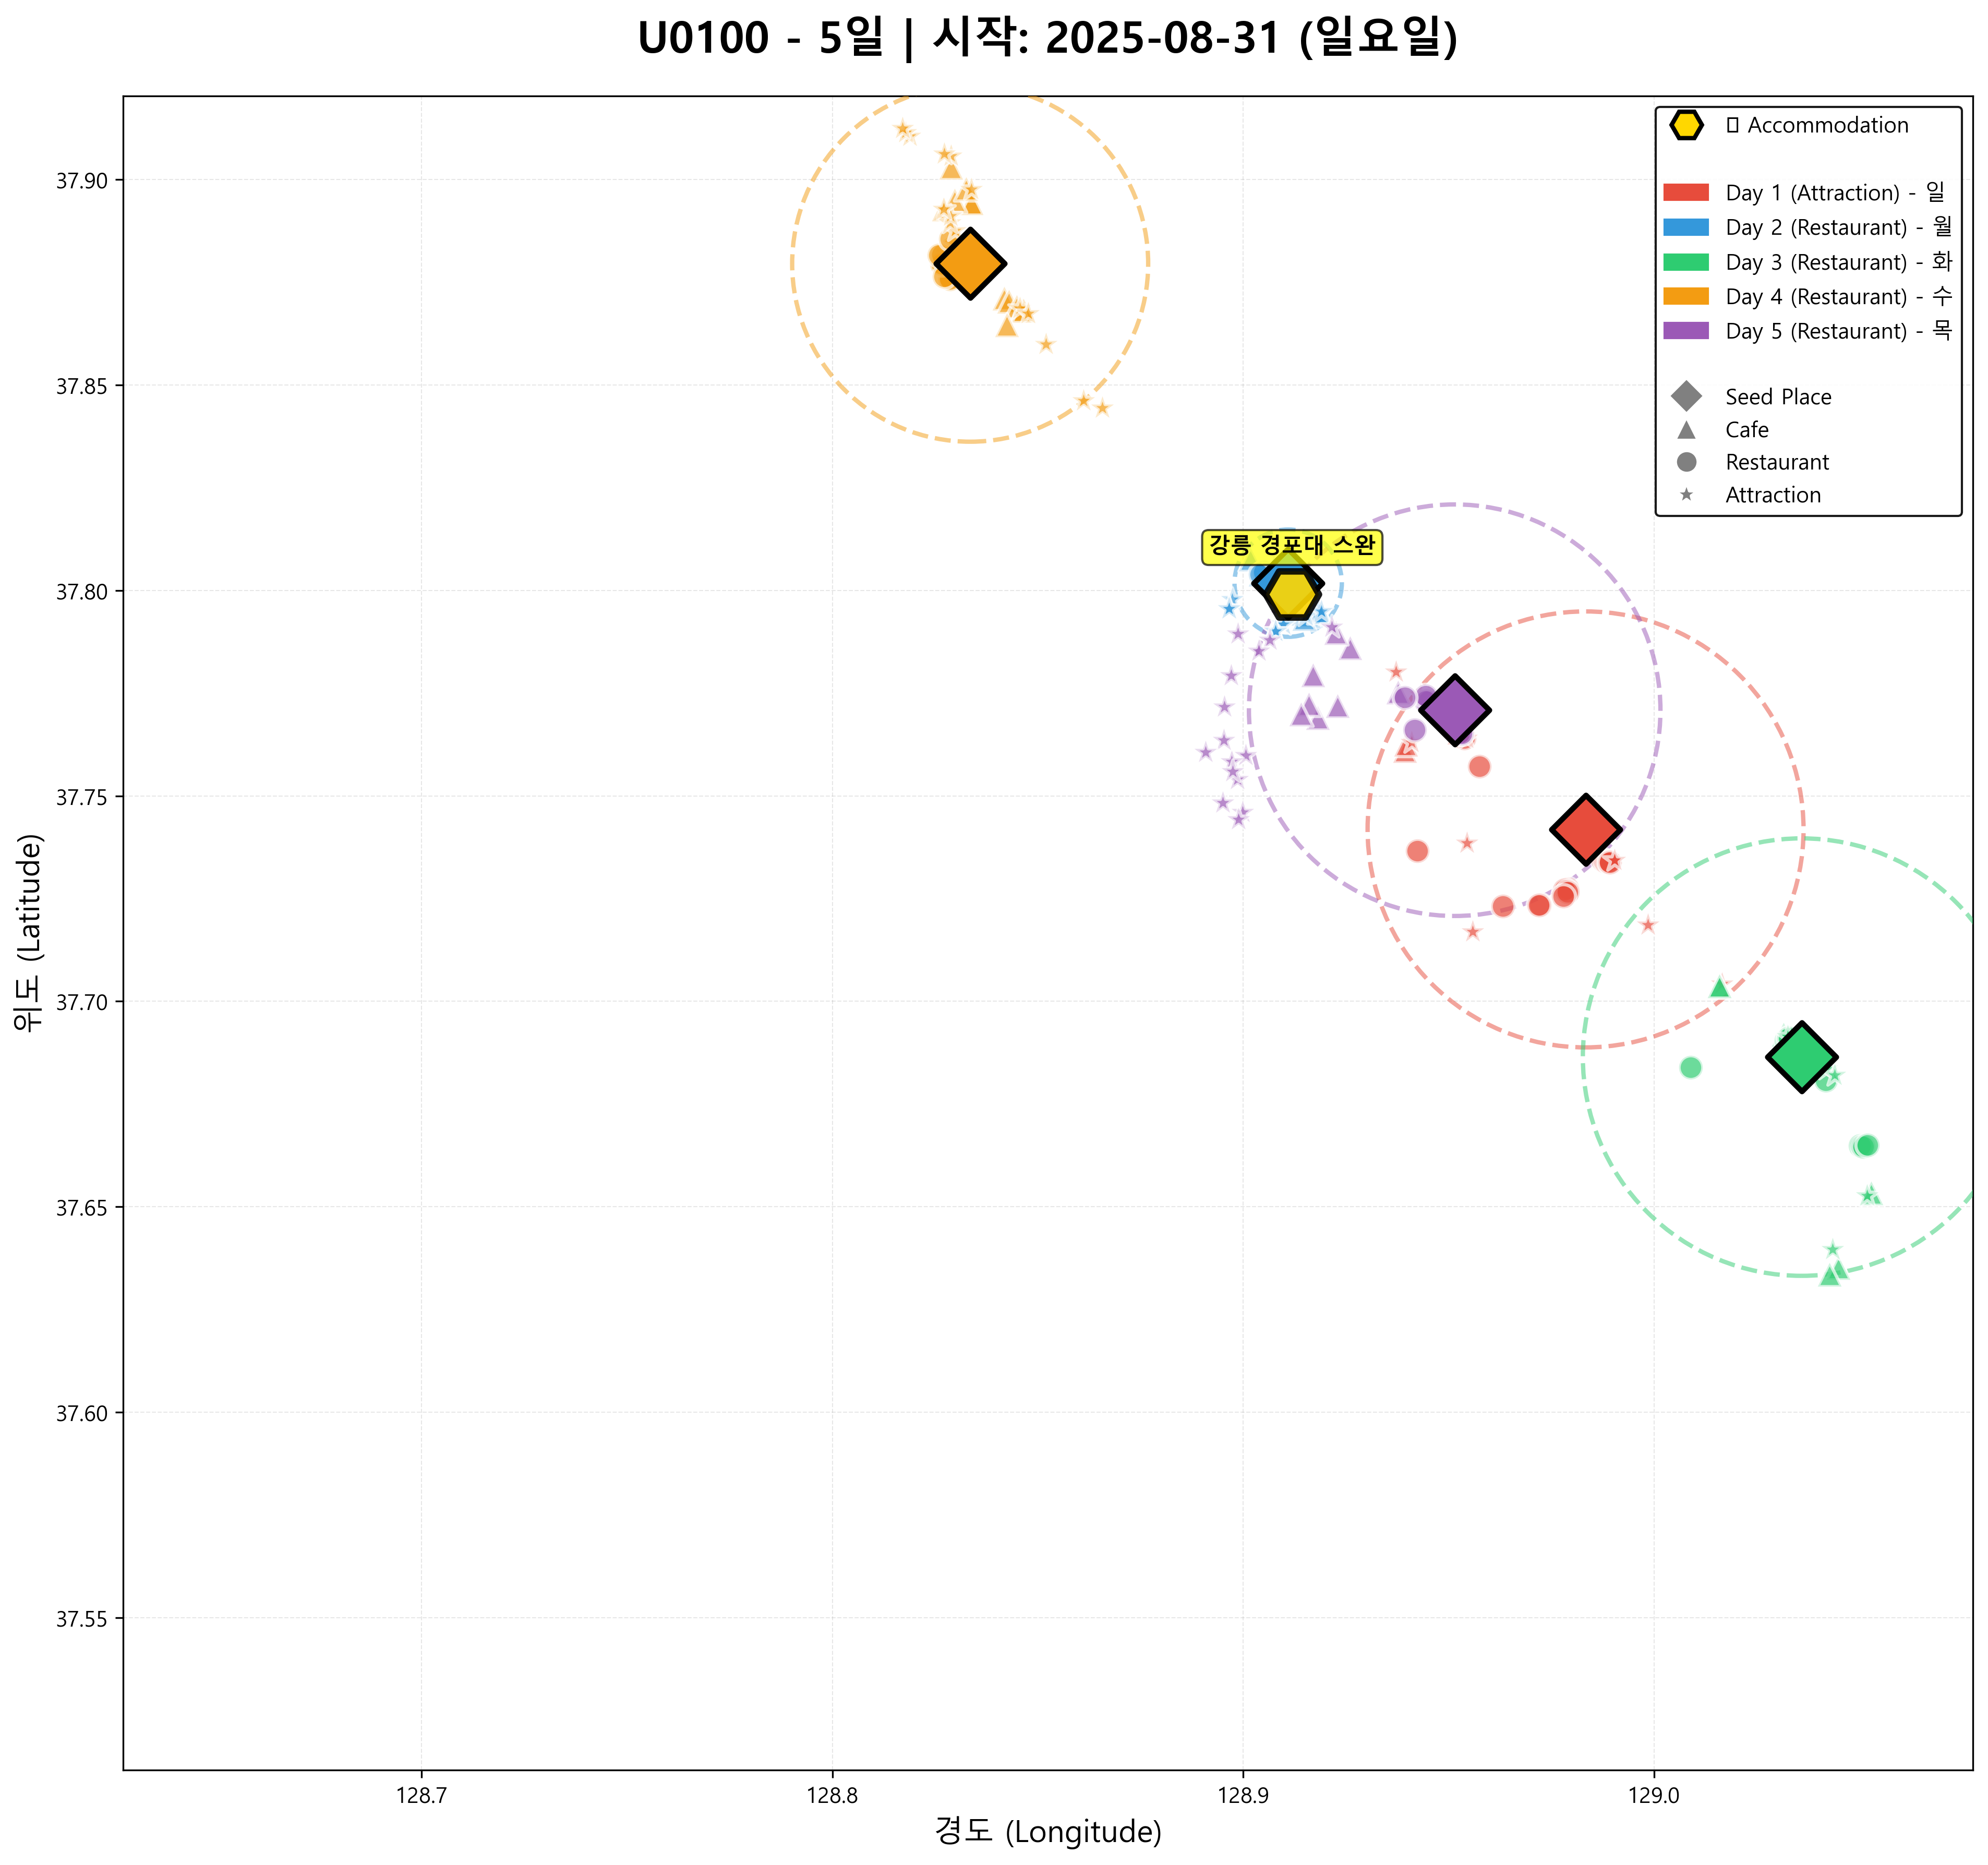 U0100 - 5일 | 시작: 2025-08-31 (일요일)
Accommodation
Day 1 (Attraction) - 일
Day 2 (Restaurant) - 월
Day 3 (Restaurant) - 화
Day 4 (Restaurant) - 수
Day 5 (Restaurant) - 목
Seed Place
Cafe
Restaurant
Attraction
강릉 경포대 스완
위도 (Latitude)
37.90
37.85
37.80
37.75
37.70
37.65
37.60
37.55
128.7
128.8
128.9
129.0
경도 (Longitude)